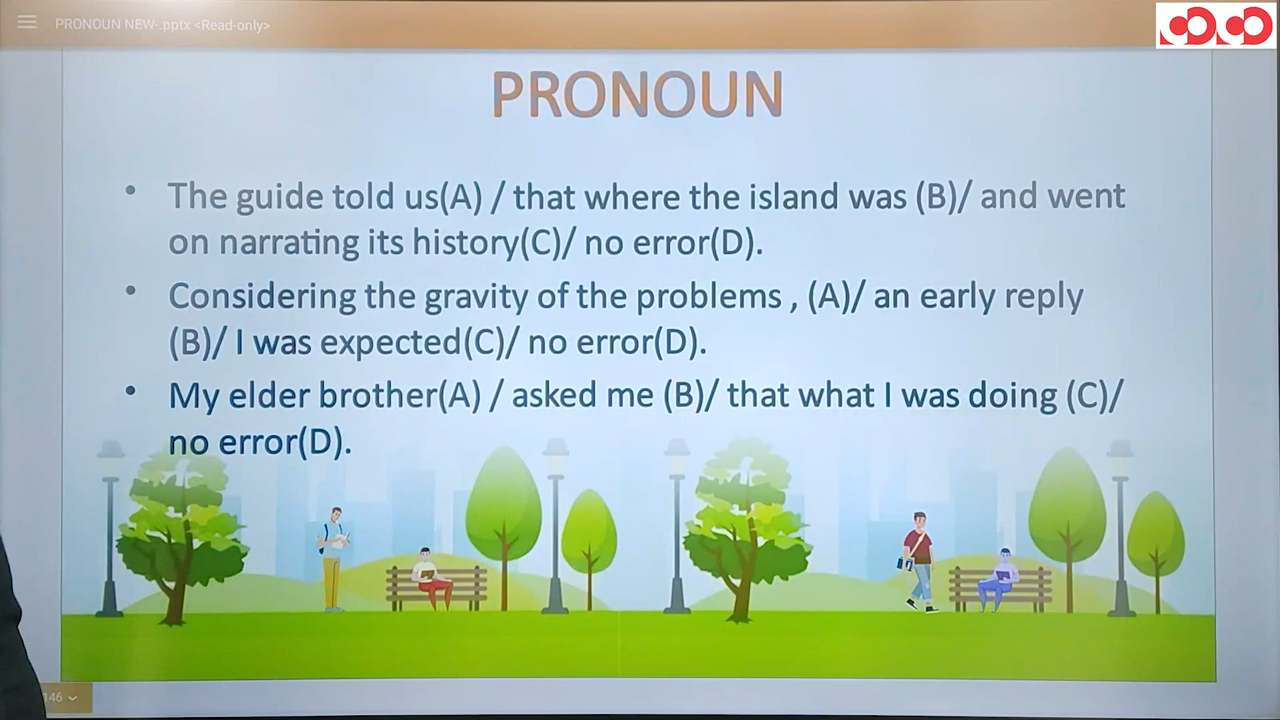 PRONOUN NEW-.pptx <Read-only>
PRONOUN
• The guide told us(A) / that where the island was (B)/ and went
on narrating its history(C)/ no error(D).
• Considering the gravity of the problems , (A)/ an early reply
(B)/ I was expected(C)/ no error(D).
• My elder brother(A) / asked me (B)/ that what I was doing (C)/
no error(D).
146